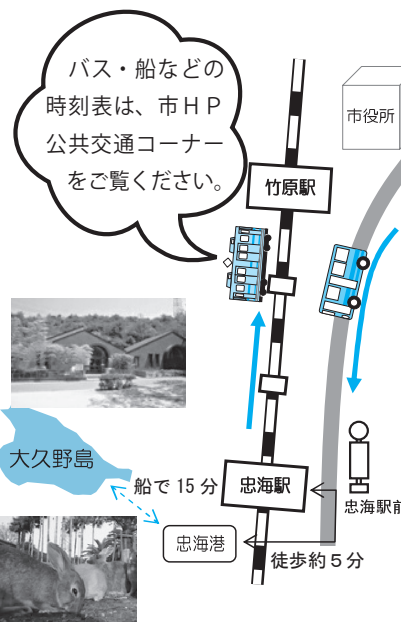 バス・船などの
時刻表は、市ＨＰ
公共交通コーナー
をご覧ください。
市役所
竹原駅
大久野島
船で 15 分
忠海駅
忠海駅前
忠海港
徒歩約５分